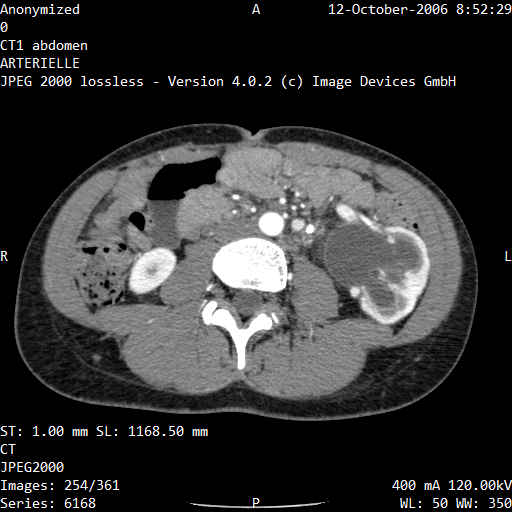 Anonymized A 12-October-2006 8:52:29
0
CT1 abdomen
ARTERIELLE
JPEG 2000 lossless - Version 4.0.2 (c) Image Devices GmbH
R L
ST: 1.00 mm SL: 1168.50 mm
CT
JPEG2000
Images: 254/361 400 mA 120.00kV
Series: 6168 P WL: 50 WW: 350